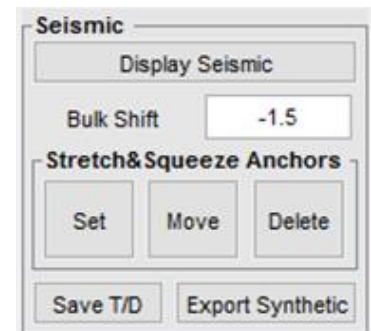 Seismic
Display Seismic
Bulk Shift -1.5
Stretch&Squeeze Anchors
Set Move Delete
Save T/D Export Synthetic